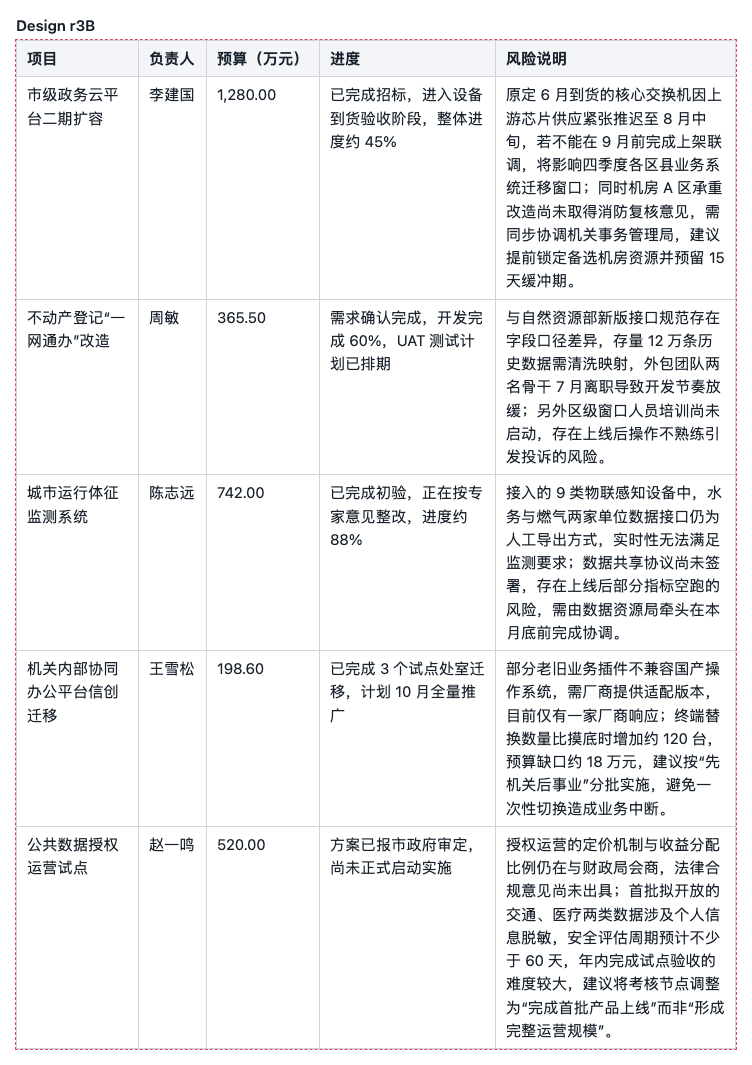 Design r3B
项目
负责人
预算（万元）
进度
风险说明
市级政务云平
台二期扩容
李建国
1,280.00
已完成招标，进入设备
到货验收阶段，整体进
度约 45%
原定 6 月到货的核心交换机因上
游芯片供应紧张推迟至 8 月中
旬，若不能在 9 月前完成上架联
调，将影响四季度各区县业务系
统迁移窗口；同时机房 A 区承重
改造尚未取得消防复核意见，需
同步协调机关事务管理局，建议
提前锁定备选机房资源并预留 15
天缓冲期。
不动产登记“一
网通办”改造
周敏
365.50
需求确认完成，开发完
成 60%，UAT 测试计
划已排期
与自然资源部新版接口规范存在
字段口径差异，存量 12 万条历
史数据需清洗映射，外包团队两
名骨干 7 月离职导致开发节奏放
缓；另外区级窗口人员培训尚未
启动，存在上线后操作不熟练引
发投诉的风险。
城市运行体征
监测系统
陈志远
742.00
已完成初验，正在按专
家意见整改，进度约
88%
接入的 9 类物联感知设备中，水
务与燃气两家单位数据接口仍为
人工导出方式，实时性无法满足
监测要求；数据共享协议尚未签
署，存在上线后部分指标空跑的
风险，需由数据资源局牵头在本
月底前完成协调。
机关内部协同
办公平台信创
迁移
王雪松
198.60
已完成 3 个试点处室迁
移，计划 10 月全量推
广
部分老旧业务插件不兼容国产操
作系统，需厂商提供适配版本，
目前仅有一家厂商响应；终端替
换数量比摸底时增加约 120 台，
预算缺口约 18 万元，建议按“先
机关后事业”分批实施，避免一
次性切换造成业务中断。
公共数据授权
运营试点
赵一鸣
520.00
方案已报市政府审定，
尚未正式启动实施
授权运营的定价机制与收益分配
比例仍在与财政局会商，法律合
规意见尚未出具；首批拟开放的
交通、医疗两类数据涉及个人信
息脱敏，安全评估周期预计不少
于 60 天，年内完成试点验收的
难度较大，建议将考核节点调整
为“完成首批产品上线”而非“形成
完整运营规模”。